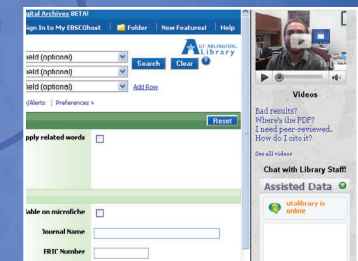 igital Archives BETA!
Sign In to My EBSCOhost Folder New Features! Help
UT ARLINGTON
Library
ield (optional)
Search Clear
ield (optional)
ield (optional) Add Row
/Alerts Preferences »
Reset
pply related words
lable on microfiche
Journal Name
ERIC Number
Videos
Bad results?
Where's the PDF?
I need peer-reviewed.
How do I cite it?
See all videos
Chat with Library Staff!
Assisted Data
utalibrary is
online